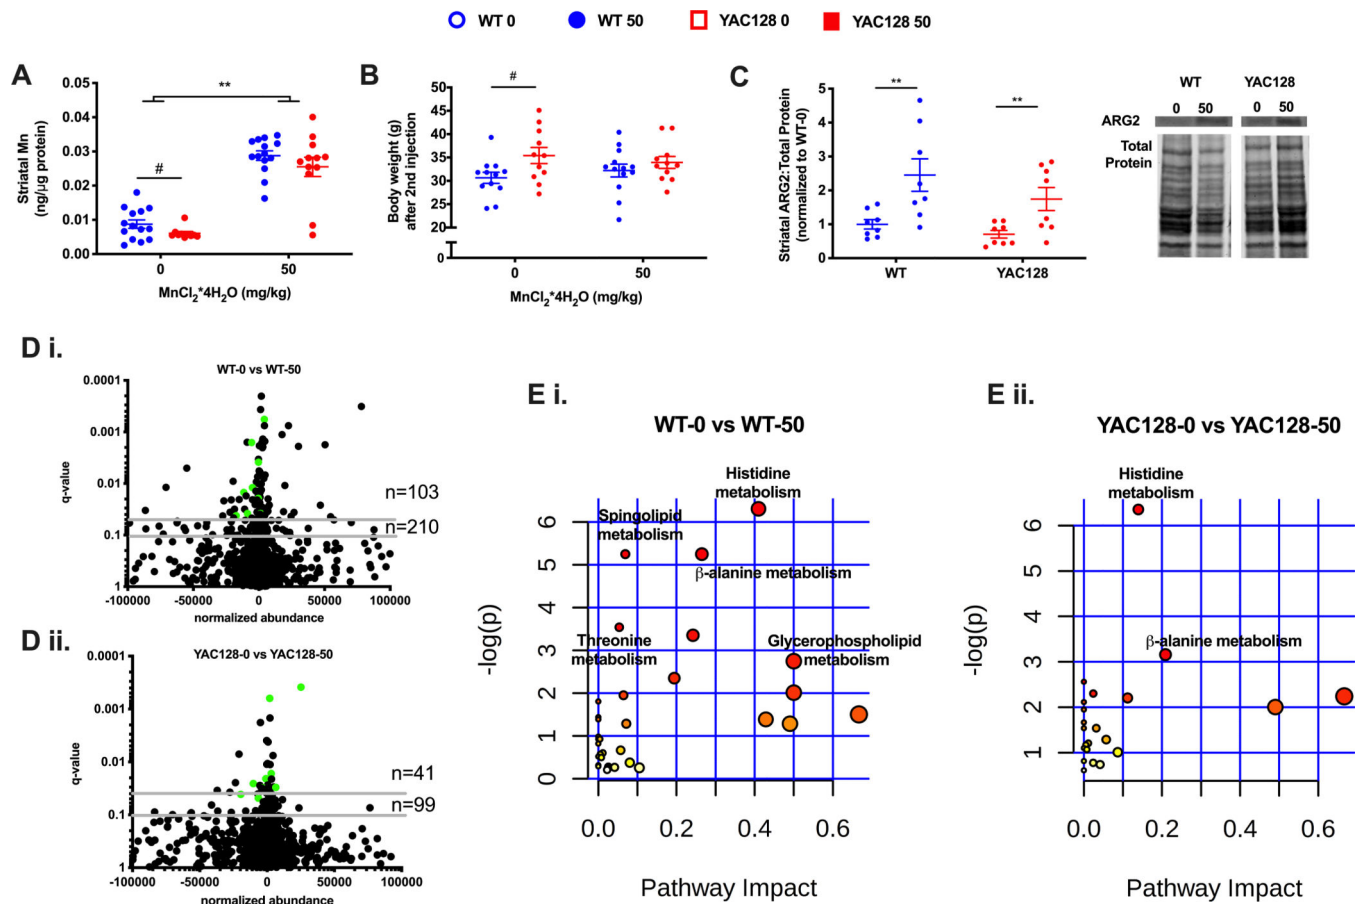 WT 0
WT 50
YAC128 0
YAC128 50
A
0.05
0.04
0.03
0.02
0.01
0.00
Striatal Mn
(ng/µg protein)
**
#
0
50
MnCl2*4H2O (mg/kg)
B
50
45
40
35
30
25
20
0
Body weight (g)
after 2nd injection
#
0
50
MnCl2*4H2O (mg/kg)
C
5
4
3
2
1
0
Striatal ARG2:Total Protein
(normalized to WT-0)
**
**
WT
YAC128
WT
YAC128
0
50
0
50
ARG2
Total
Protein
D i.
WT-0 vs WT-50
0.0001
0.001
0.01
0.1
1
q-value
n=103
n=210
-100000
-50000
0
50000
100000
normalized abundance
D ii.
YAC128-0 vs YAC128-50
0.0001
0.001
0.01
0.1
1
q-value
n=41
n=99
-100000
-50000
0
50000
100000
normalized abundance
E i.
WT-0 vs WT-50
Histidine
metabolism
Spingolipid
metabolism
β-alanine metabolism
Threonine
metabolism
Glycerophospholipid
metabolism
6
5
4
3
2
1
0
-log(p)
0.0
0.2
0.4
0.6
Pathway Impact
E ii.
YAC128-0 vs YAC128-50
Histidine
metabolism
β-alanine metabolism
6
5
4
3
2
1
-log(p)
0.0
0.2
0.4
0.6
Pathway Impact